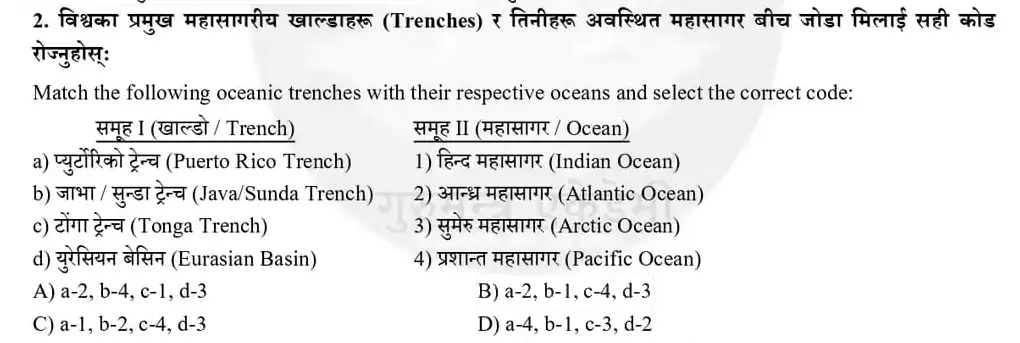 2. विश्वका प्रमुख महासागरीय खाल्डाहरू (Trenches) र तिनीहरू अवस्थित महासागर बीच जोडा मिलाई सही कोड
रोज्नुहोस्:
Match the following oceanic trenches with their respective oceans and select the correct code:
समूह I (खाल्डो / Trench) समूह II (महासागर / Ocean)
a) प्युर्टोरिको ट्रेन्च (Puerto Rico Trench) 1) हिन्द महासागर (Indian Ocean)
b) जाभा / सुन्डा ट्रेन्च (Java/Sunda Trench) 2) आन्ध्र महासागर (Atlantic Ocean)
c) टोंगा ट्रेन्च (Tonga Trench) 3) सुमेरु महासागर (Arctic Ocean)
d) युरेसियन बेसिन (Eurasian Basin) 4) प्रशान्त महासागर (Pacific Ocean)
A) a-2, b-4, c-1, d-3 B) a-2, b-1, c-4, d-3
C) a-1, b-2, c-4, d-3 D) a-4, b-1, c-3, d-2
गुरुमन्त्र एकेडेमी